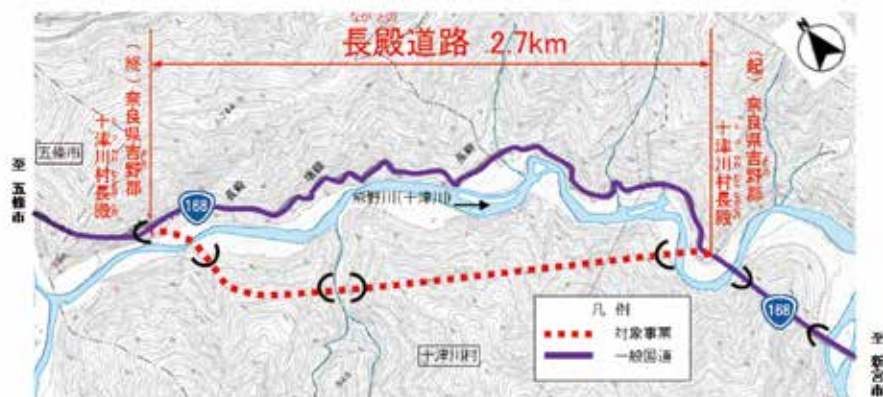 ながとの
長殿道路 2.7km
(終)奈良県吉野郡
十津川村長殿
(起)奈良県吉野郡
十津川村長殿
五條市
至 五條市
168
長殿
長殿
熊野川(十津川)
十津川村
凡 例
対象事業
一般国道
168
至 新宮市